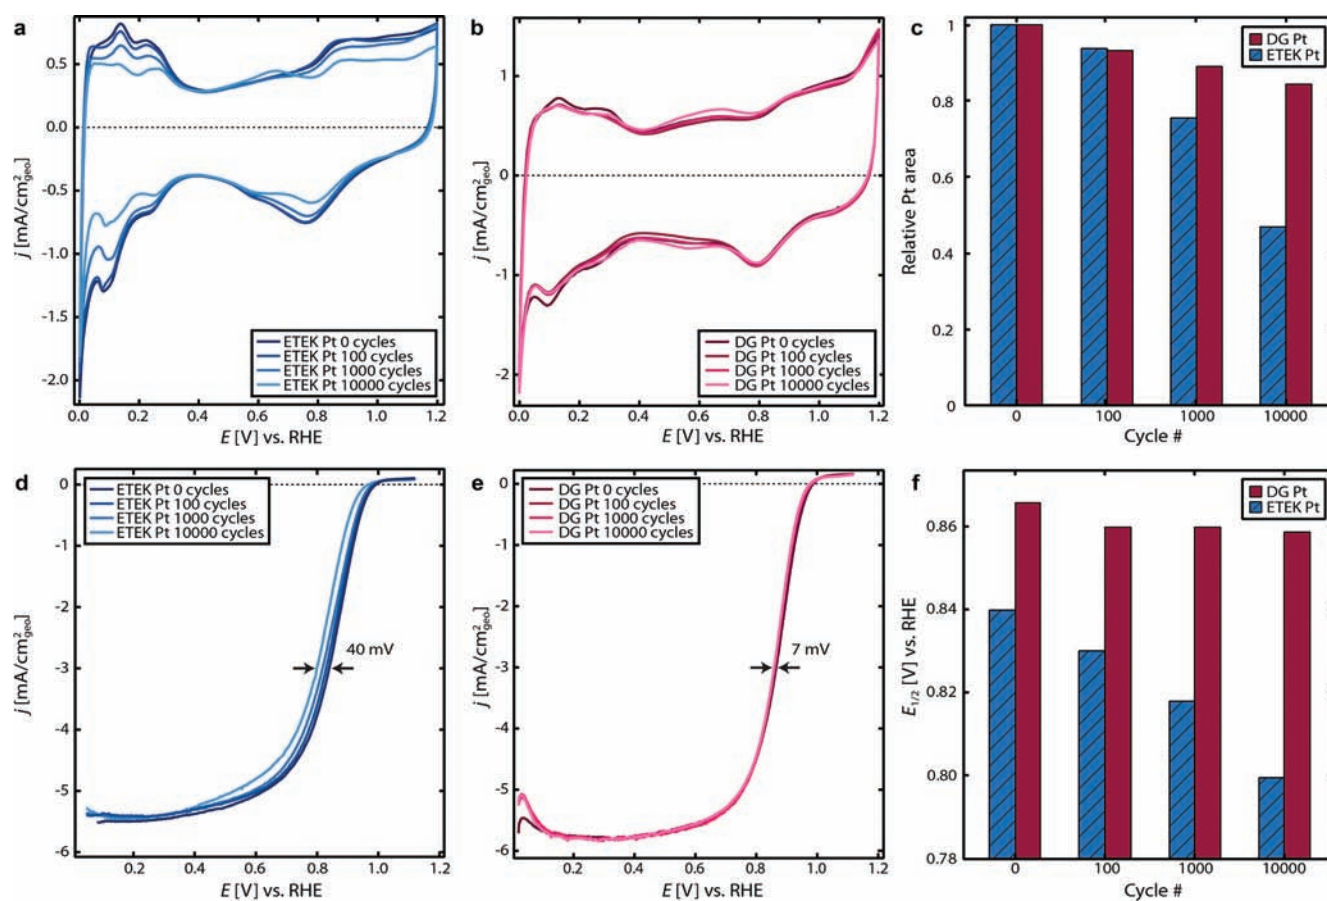 a
0.5
0.0
-0.5
-1.0
-1.5
-2.0
j [mA/cm²geo]
ETEK Pt 0 cycles
ETEK Pt 100 cycles
ETEK Pt 1000 cycles
ETEK Pt 10000 cycles
0.0 0.2 0.4 0.6 0.8 1.0 1.2
E [V] vs. RHE
b
1
0
-1
-2
j [mA/cm²geo]
DG Pt 0 cycles
DG Pt 100 cycles
DG Pt 1000 cycles
DG Pt 10000 cycles
0.0 0.2 0.4 0.6 0.8 1.0 1.2
E [V] vs. RHE
c
DG Pt
ETEK Pt
1
0.8
0.6
0.4
0.2
0
Relative Pt area
0 100 1000 10000
Cycle #
d
ETEK Pt 0 cycles
ETEK Pt 100 cycles
ETEK Pt 1000 cycles
ETEK Pt 10000 cycles
0
-1
-2
-3
-4
-5
-6
j [mA/cm²geo]
40 mV
0.2 0.4 0.6 0.8 1.0 1.2
E [V] vs. RHE
e
DG Pt 0 cycles
DG Pt 100 cycles
DG Pt 1000 cycles
DG Pt 10000 cycles
0
-1
-2
-3
-4
-5
-6
j [mA/cm²geo]
7 mV
0.2 0.4 0.6 0.8 1.0 1.2
E [V] vs. RHE
f
DG Pt
ETEK Pt
0.86
0.84
0.82
0.80
0.78
E1/2 [V] vs. RHE
0 100 1000 10000
Cycle #